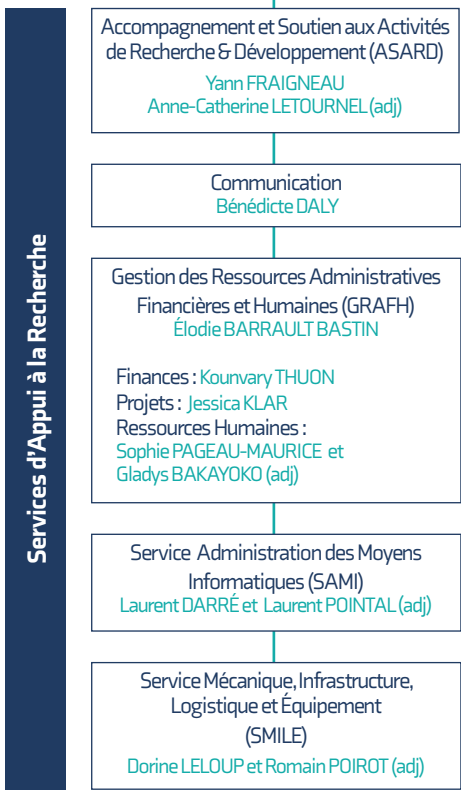 Services d'Appui à la Recherche
Accompagnement et Soutien aux Activités
de Recherche & Développement (ASARD)
Yann FRAIGNEAU
Anne-Catherine LETOURNEL (adj)
Communication
Bénédicte DALY
Gestion des Ressources Administratives
Financières et Humaines (GRAFH)
Élodie BARRAULT BASTIN
Finances : Kounvary THUON
Projets : Jessica KLAR
Ressources Humaines :
Sophie PAGEAU-MAURICE et
Gladys BAKAYOKO (adj)
Service Administration des Moyens
Informatiques (SAMI)
Laurent DARRÉ et Laurent POINTAL (adj)
Service Mécanique, Infrastructure,
Logistique et Équipement
(SMILE)
Dorine LELOUP et Romain POIROT (adj)